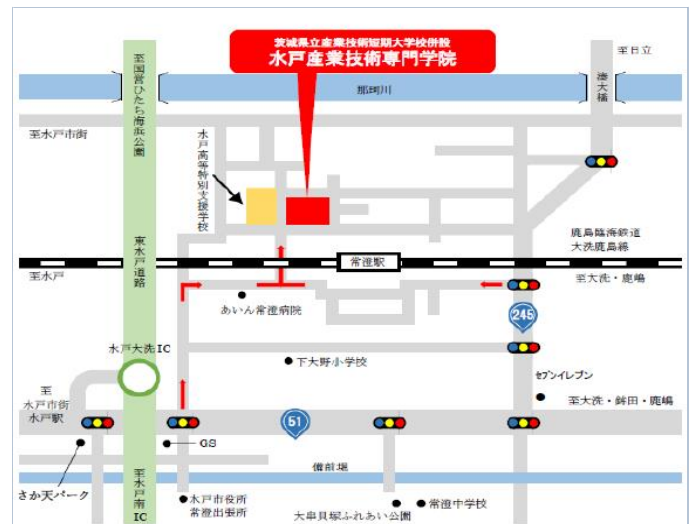 茨城県立産業技術短期大学校併設
水戸産業技術専門学院
至日立
至国営ひたち海浜公園
那珂川
湊大橋
至水戸市街
水戸高等特別支援学校
東水戸道路
鹿島臨海鉄道
大洗鹿島線
常澄駅
至水戸
至大洗・鹿嶋
あいん常澄病院
245
水戸大洗IC
下大野小学校
セブンイレブン
至
水戸市街
水戸駅
至大洗・鉾田・鹿嶋
51
GS
備前堀
さか天パーク
至水戸南IC
水戸市役所
常澄出張所
大串貝塚ふれあい公園
常澄中学校